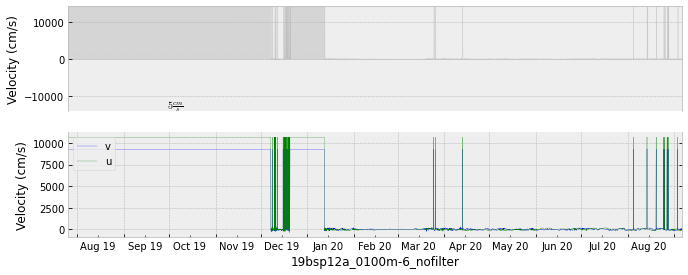 Velocity (cm/s)
10000
0
−10000
5 cm/s
Velocity (cm/s)
10000
7500
5000
2500
0
v
u
Aug 19 Sep 19 Oct 19 Nov 19 Dec 19 Jan 20 Feb 20 Mar 20 Apr 20 May 20 Jun 20 Jul 20 Aug 20
19bsp12a_0100m-6_nofilter